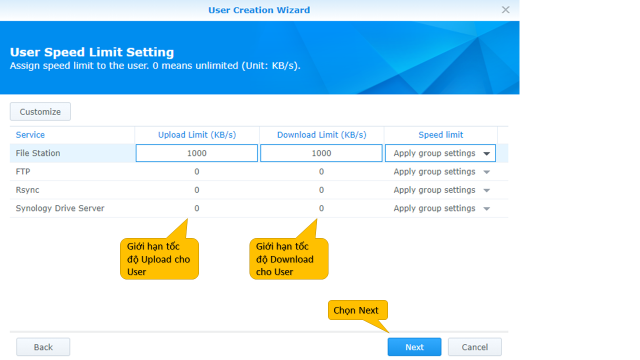 User Creation Wizard
User Speed Limit Setting
Assign speed limit to the user. 0 means unlimited (Unit: KB/s).
Customize
Service Upload Limit (KB/s) Download Limit (KB/s) Speed limit
File Station 1000 1000 Apply group settings
FTP 0 0 Apply group settings
Rsync 0 0 Apply group settings
Synology Drive Server 0 0 Apply group settings
Giới hạn tốc
độ Upload cho
User
Giới hạn tốc
độ Download
cho User
Chọn Next
Back Next Cancel